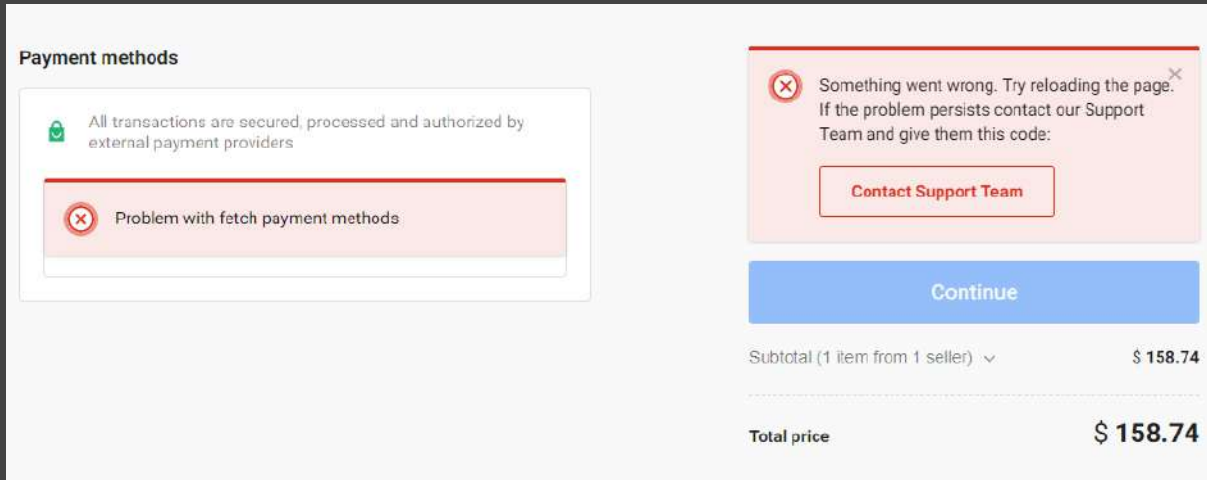 Payment methods
All transactions are secured, processed and authorized by
external payment providers
Problem with fetch payment methods
Something went wrong. Try reloading the page.
If the problem persists contact our Support
Team and give them this code:
Contact Support Team
Continue
Subtotal (1 item from 1 seller)
$ 158.74
Total price
$ 158.74